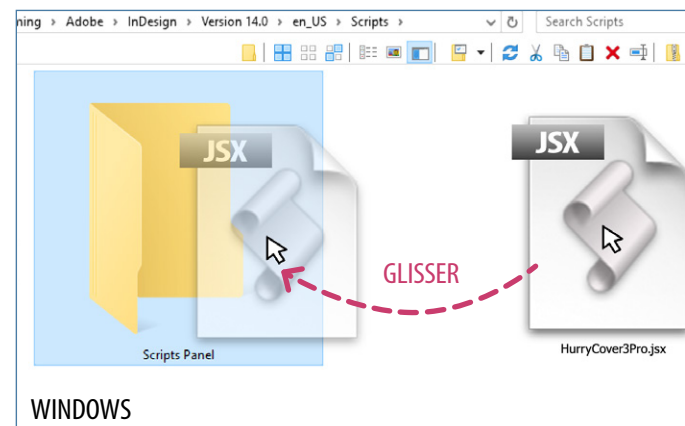 ning › Adobe › InDesign › Version 14.0 › en_US › Scripts ›
Search Scripts
JSX
JSX
GLISSER
Scripts Panel
HurryCover3Pro.jsx
WINDOWS